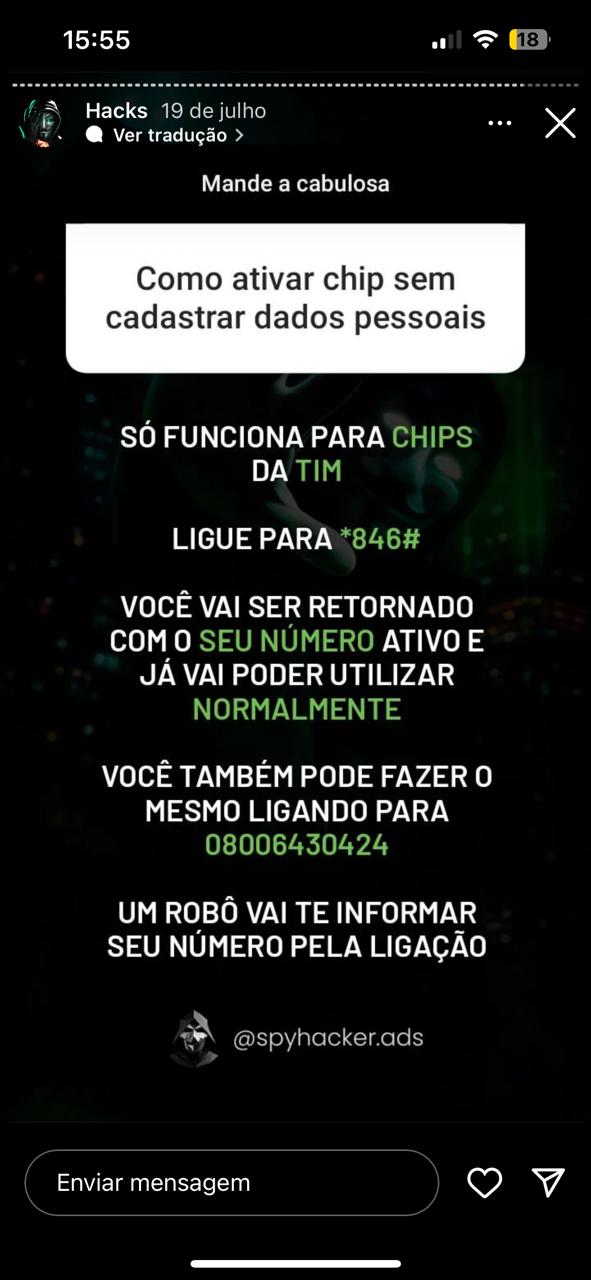 15:55
18
Hacks 19 de julho
Ver tradução
Mande a cabulosa
Como ativar chip sem
cadastrar dados pessoais
SÓ FUNCIONA PARA CHIPS
DA TIM
LIGUE PARA *846#
VOCÊ VAI SER RETORNADO
COM O SEU NÚMERO ATIVO E
JÁ VAI PODER UTILIZAR
NORMALMENTE
VOCÊ TAMBÉM PODE FAZER O
MESMO LIGANDO PARA
08006430424
UM ROBÔ VAI TE INFORMAR
SEU NÚMERO PELA LIGAÇÃO
@spyhacker.ads
Enviar mensagem